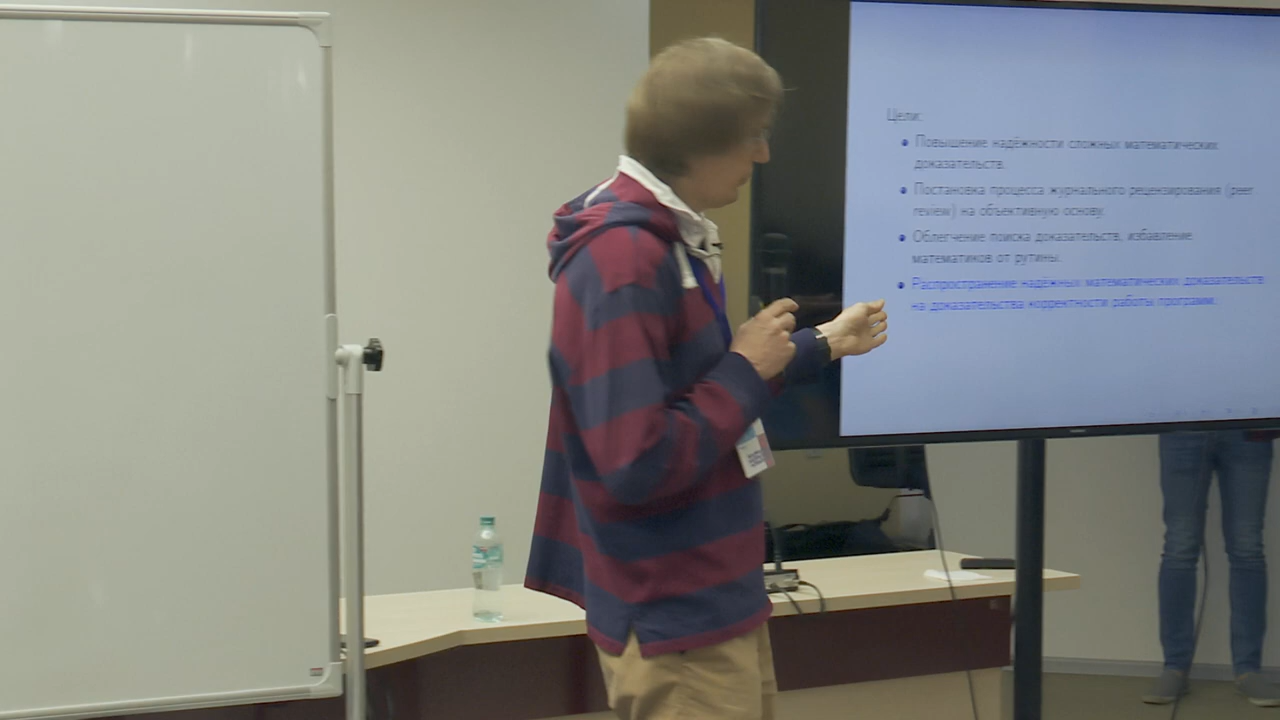 Цели:
Повышение надёжности сложных математических
доказательств.
Постановка процесса журнального рецензирования (peer
review) на объективную основу.
Облегчение поиска доказательств, избавление
математиков от рутины.
Распространение надёжных математических доказательств
на доказательства корректности работы программ.